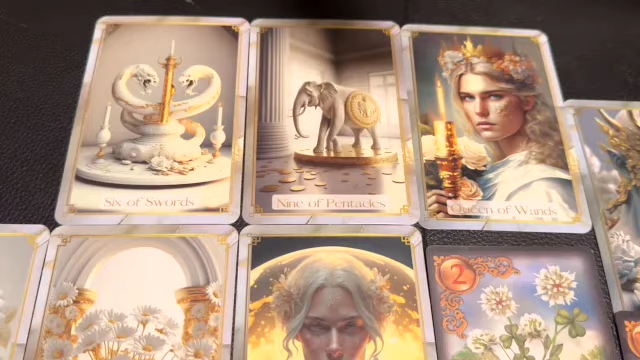 Six of Swords
Nine of Pentacles
Queen of Wands
2